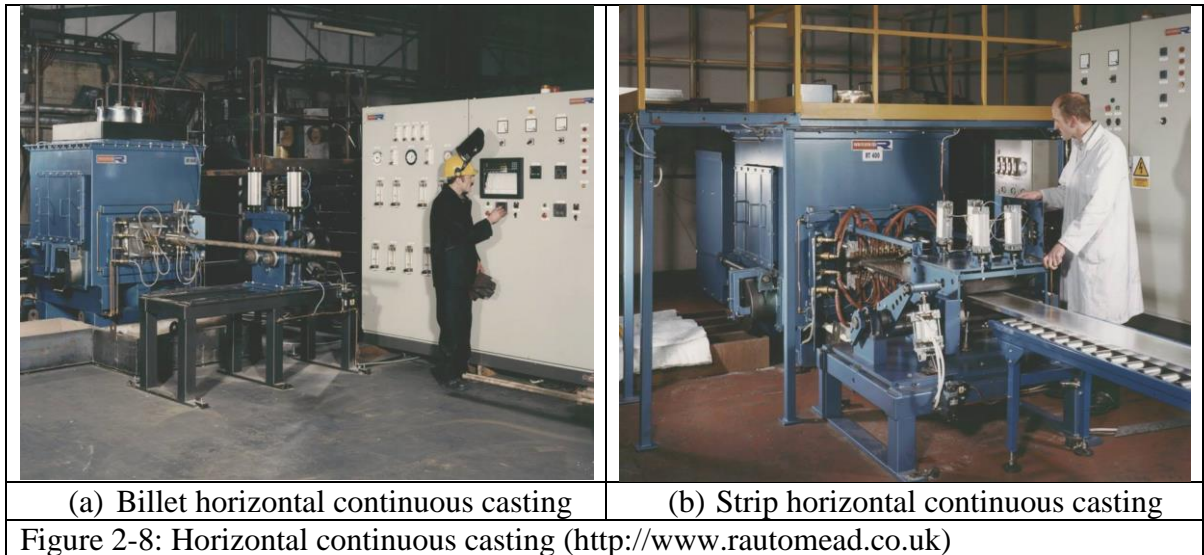 RT 400
(a) Billet horizontal continuous casting
(b) Strip horizontal continuous casting
Figure 2-8: Horizontal continuous casting (http://www.rautomead.co.uk)